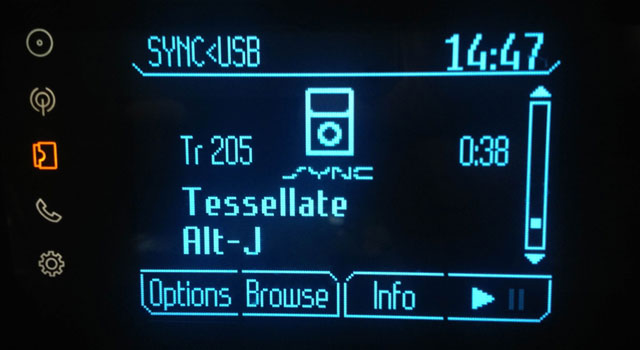 SYNC<USB 14:47
Tr 205 0:38
SYNC
Tessellate
Alt-J
Options Browse Info